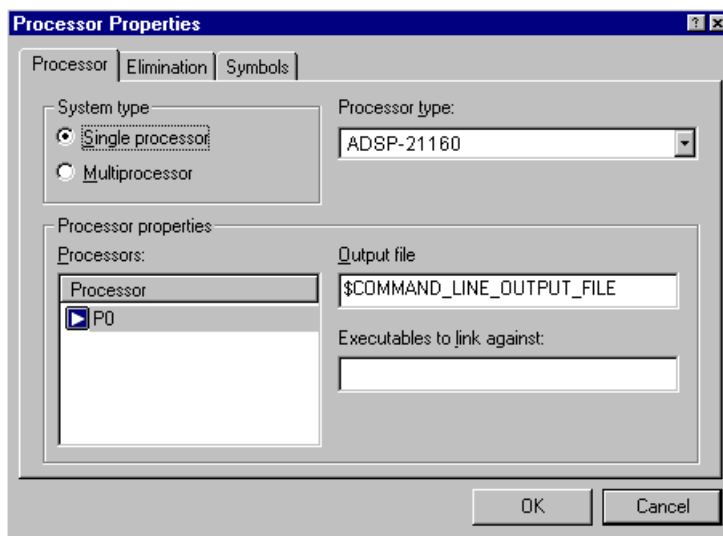 Processor Properties
Processor
Elimination
Symbols
System type
Single processor
Multiprocessor
Processor type:
ADSP-21160
Processor properties
Processors:
Processor
P0
Output file
$COMMAND_LINE_OUTPUT_FILE
Executables to link against:
OK
Cancel